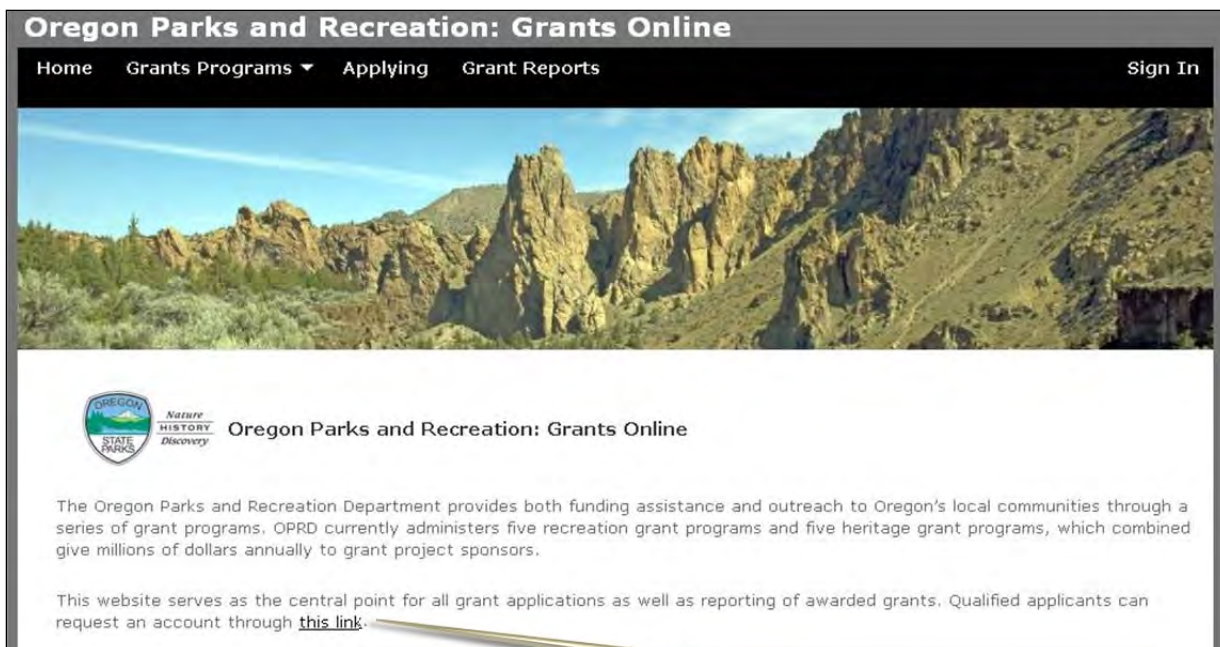 Oregon Parks and Recreation: Grants Online
Home Grants Programs ▼ Applying Grant Reports Sign In
OREGON
STATE
PARKS
Nature
HISTORY
Discovery
Oregon Parks and Recreation: Grants Online
The Oregon Parks and Recreation Department provides both funding assistance and outreach to Oregon's local communities through a
series of grant programs. OPRD currently administers five recreation grant programs and five heritage grant programs, which combined
give millions of dollars annually to grant project sponsors.
This website serves as the central point for all grant applications as well as reporting of awarded grants. Qualified applicants can
request an account through this link.